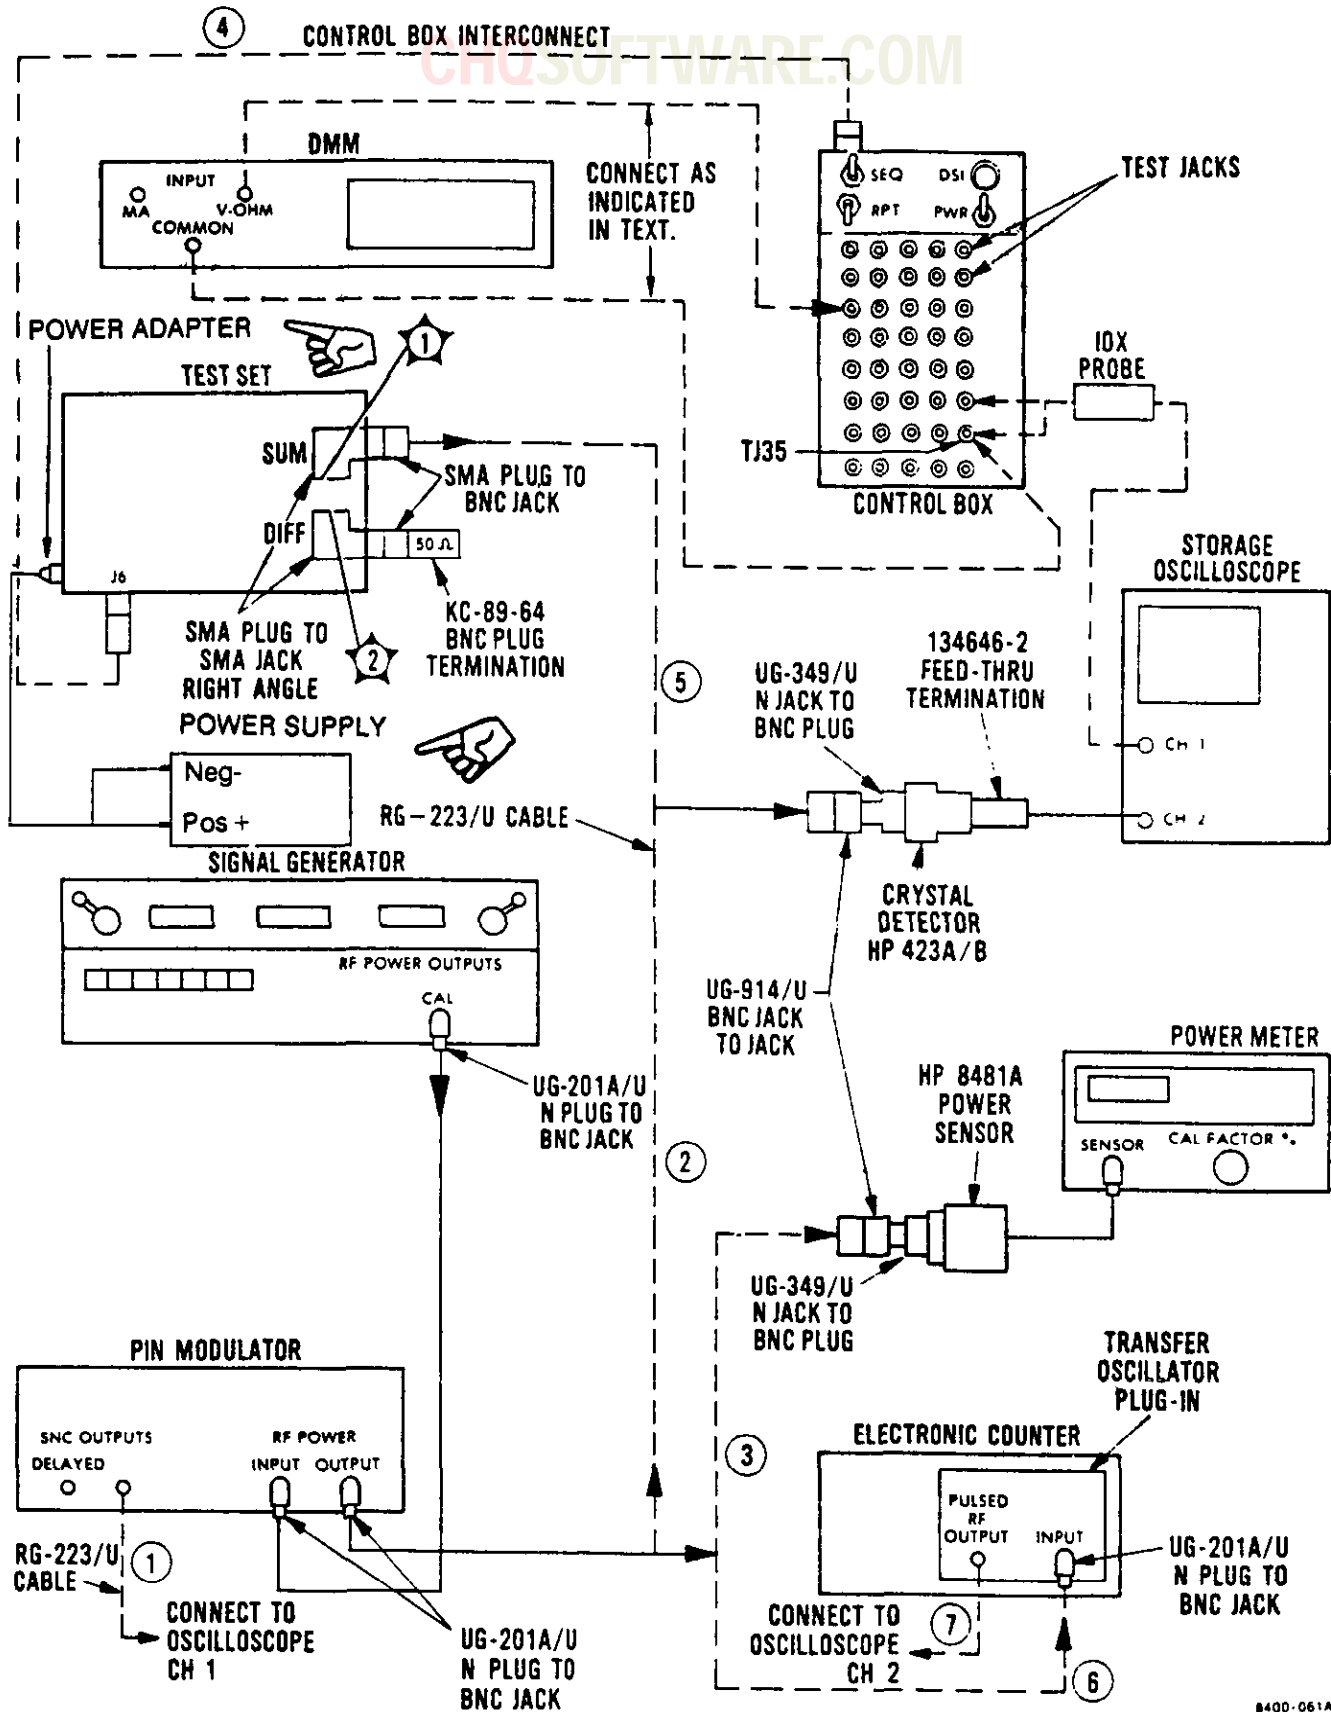 4
CONTROL BOX INTERCONNECT
CHQSOFTWARE.COM
DMM
INPUT
MA
V-OHM
COMMON
CONNECT AS
INDICATED
IN TEXT.
SEQ
DSI
RPT
PWR
TEST JACKS
POWER ADAPTER
1
TEST SET
10X
PROBE
SUM
TJ35
SMA PLUG TO
BNC JACK
CONTROL BOX
DIFF
50 Ω
J6
STORAGE
OSCILLOSCOPE
KC-89-64
BNC PLUG
TERMINATION
SMA PLUG TO
SMA JACK
RIGHT ANGLE
2
5
134646-2
FEED-THRU
TERMINATION
UG-349/U
N JACK TO
BNC PLUG
CH 1
POWER SUPPLY
Neg-
Pos +
RG-223/U CABLE
CH 2
SIGNAL GENERATOR
CRYSTAL
DETECTOR
HP 423A/B
RF POWER OUTPUTS
CAL
UG-914/U
BNC JACK
TO JACK
POWER METER
UG-201A/U
N PLUG TO
BNC JACK
HP 8481A
POWER
SENSOR
SENSOR
CAL FACTOR %
2
UG-349/U
N JACK TO
BNC PLUG
PIN MODULATOR
TRANSFER
OSCILLATOR
PLUG-IN
SNC OUTPUTS
DELAYED
RF POWER
INPUT
OUTPUT
3
ELECTRONIC COUNTER
PULSED
RF
OUTPUT
INPUT
RG-223/U
CABLE
1
UG-201A/U
N PLUG TO
BNC JACK
CONNECT TO
OSCILLOSCOPE
CH 1
UG-201A/U
N PLUG TO
BNC JACK
CONNECT TO
OSCILLOSCOPE
CH 2
7
6
8400-061A